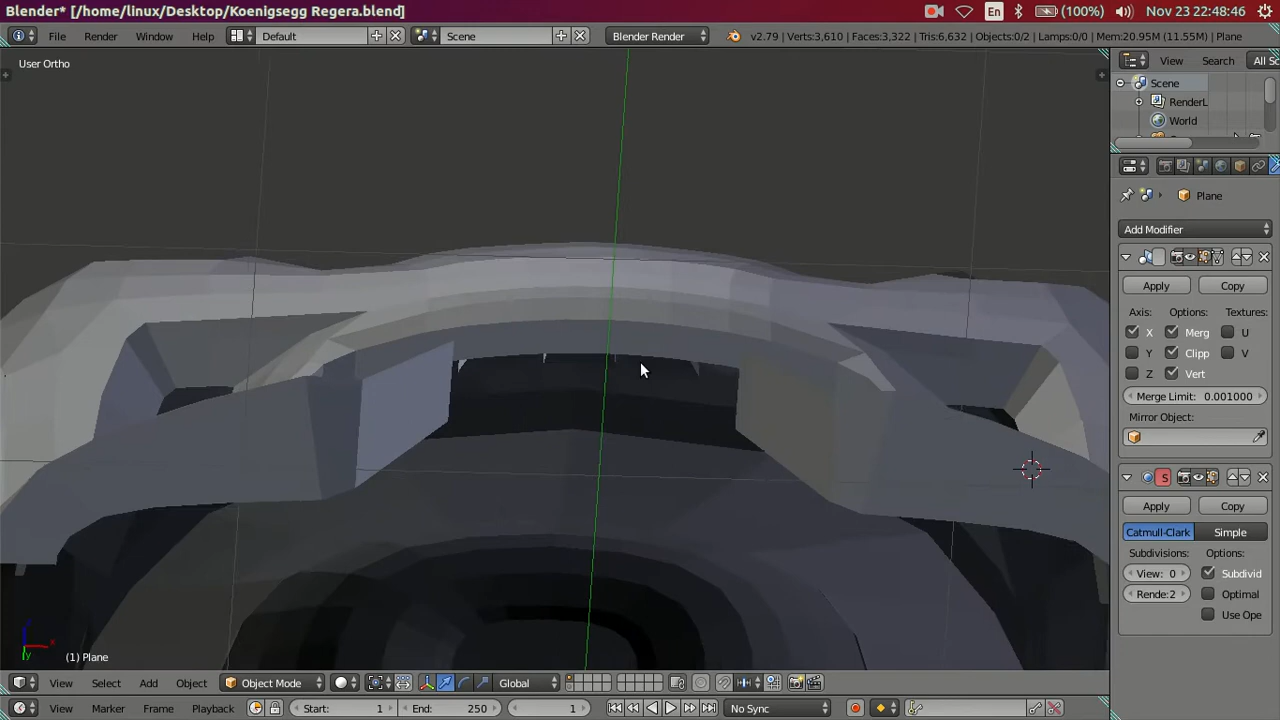 Blender* [/home/linux/Desktop/Koenigsegg Regera.blend]
En (100%) Nov 23 22:48:46
File Render Window Help Default Scene Blender Render v2.79 | Verts:3,610 | Faces:3,322 | Tris:6,632 | Objects:0/2 | Lamps:0/0 | Mem:20.95M (11.55M) | Plane
User Ortho
View Search All Sc
Scene
RenderL
World
Plane
Add Modifier
Apply Copy
Axis: Options: Textures:
X Merg U
Y Clipp V
Z Vert
Merge Limit: 0.001000
Mirror Object:
S
Apply Copy
Catmull-Clark Simple
Subdivisions: Options:
View: 0 Subdivid
Rende:2 Optimal
Use Ope
z x y
(1) Plane
View Select Add Object Object Mode Global
View Marker Frame Playback Start: 1 End: 250 1 No Sync